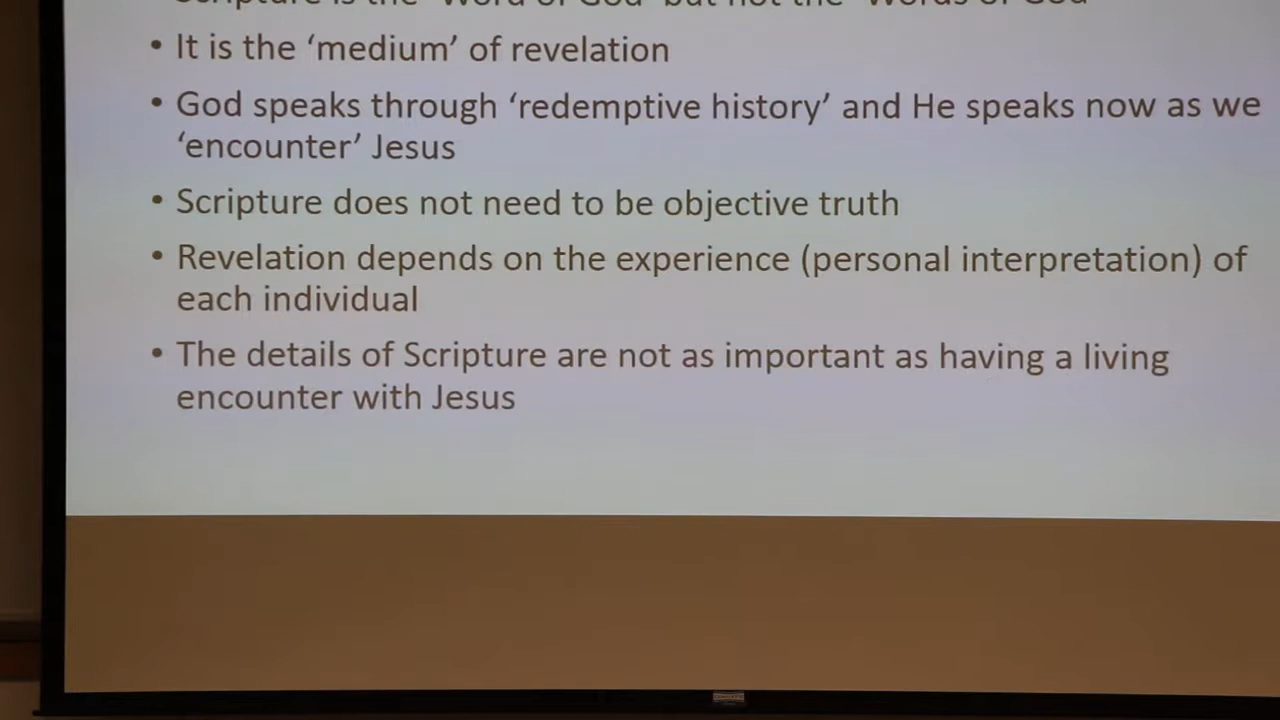 Scripture is the 'Word of God' but not the 'Words of God'
• It is the 'medium' of revelation
• God speaks through 'redemptive history' and He speaks now as we
'encounter' Jesus
• Scripture does not need to be objective truth
• Revelation depends on the experience (personal interpretation) of
each individual
• The details of Scripture are not as important as having a living
encounter with Jesus